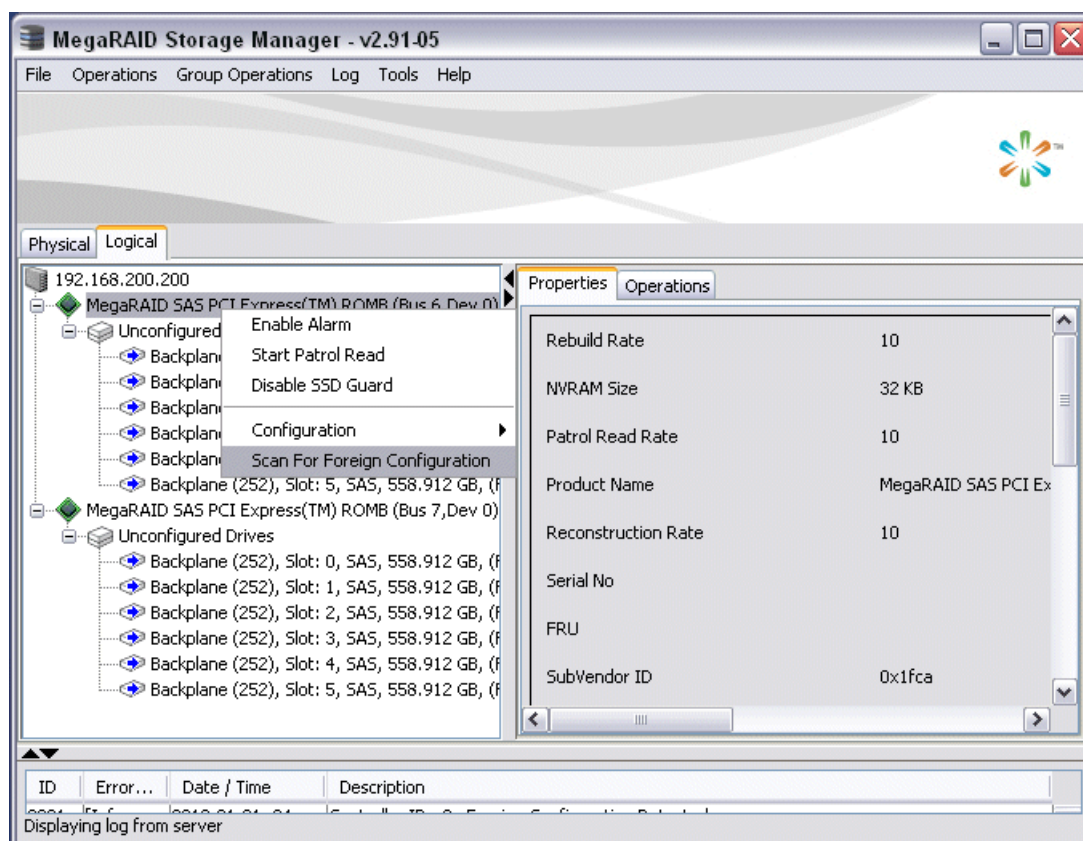 MegaRAID Storage Manager - v2.91-05
File Operations Group Operations Log Tools Help
TM
Physical Logical
192.168.200.200
MegaRAID SAS PCI Express(TM) ROMB (Bus 6,Dev 0)
Unconfigured
Backplane
Backplane
Backplane
Backplane
Backplane
Backplane (252), Slot: 5, SAS, 558.912 GB, (F
MegaRAID SAS PCI Express(TM) ROMB (Bus 7,Dev 0)
Unconfigured Drives
Backplane (252), Slot: 0, SAS, 558.912 GB, (F
Backplane (252), Slot: 1, SAS, 558.912 GB, (F
Backplane (252), Slot: 2, SAS, 558.912 GB, (F
Backplane (252), Slot: 3, SAS, 558.912 GB, (F
Backplane (252), Slot: 4, SAS, 558.912 GB, (F
Backplane (252), Slot: 5, SAS, 558.912 GB, (F
Enable Alarm
Start Patrol Read
Disable SSD Guard
Configuration
Scan For Foreign Configuration
Properties Operations
Rebuild Rate 10
NVRAM Size 32 KB
Patrol Read Rate 10
Product Name MegaRAID SAS PCI Ex
Reconstruction Rate 10
Serial No
FRU
SubVendor ID 0x1fca
ID Error... Date / Time Description
Displaying log from server